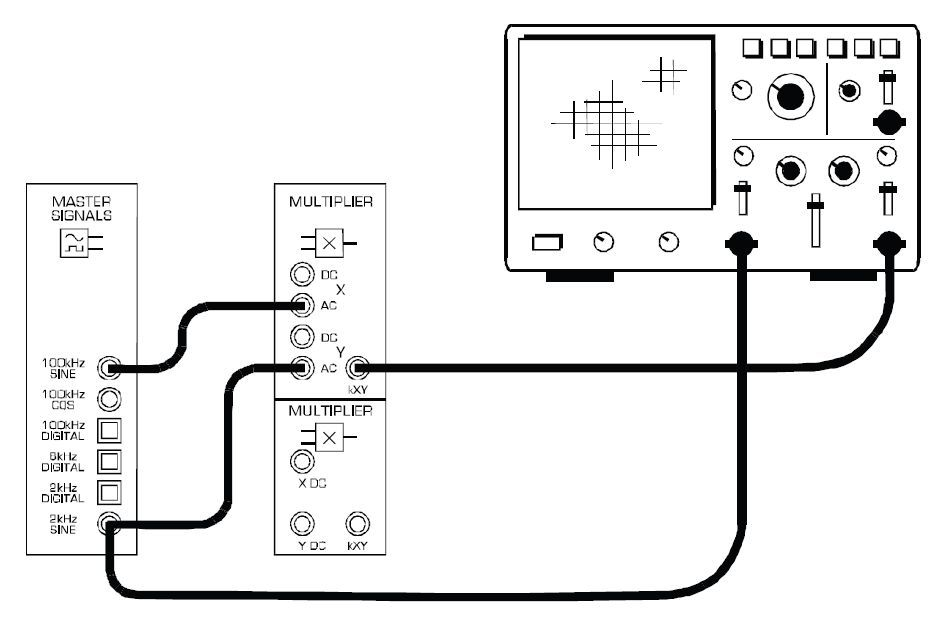 MASTER
SIGNALS
100kHz
SINE
100kHz
COS
100kHz
DIGITAL
8kHz
DIGITAL
2kHz
DIGITAL
2kHz
SINE
MULTIPLIER
X
DC
X
AC
DC
Y
AC
kXY
MULTIPLIER
X
X DC
Y DC
kXY